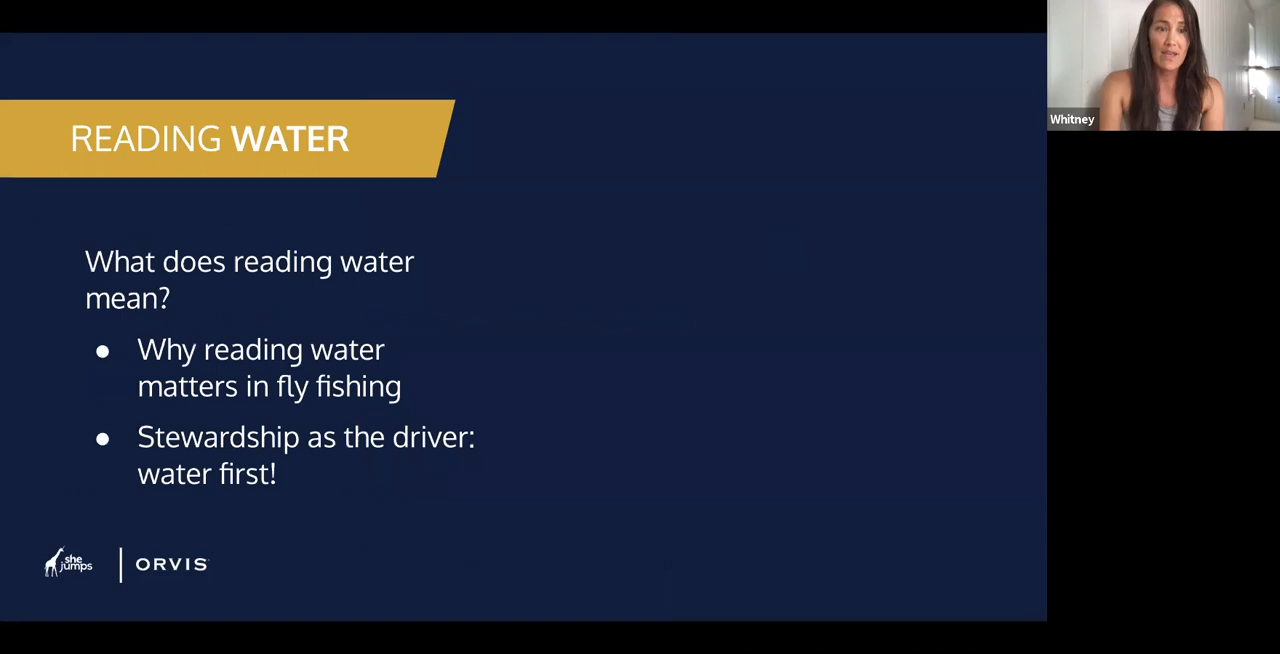 READING WATER
What does reading water
mean?
● Why reading water
matters in fly fishing
● Stewardship as the driver:
water first!
she
jumps
ORVIS
Whitney